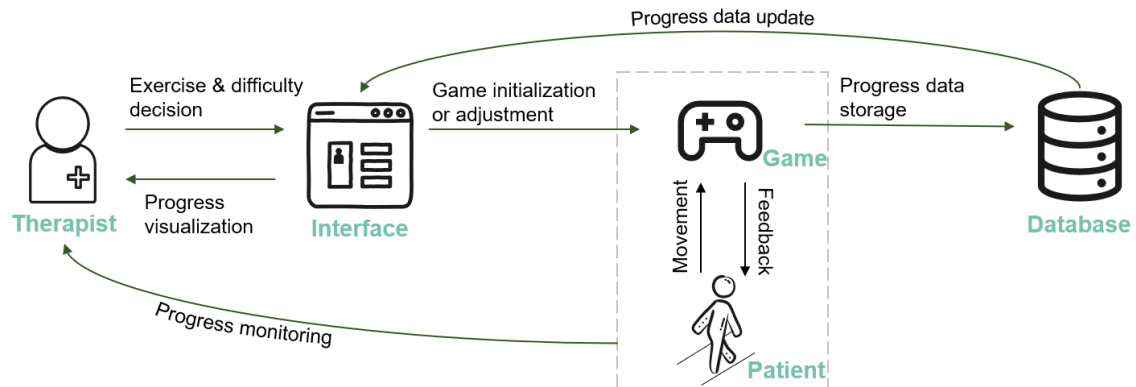 Progress data update
Exercise & difficulty
decision
Game initialization
or adjustment
Progress data
storage
Game
Therapist
Progress
visualization
Interface
Movement
Feedback
Database
Progress monitoring
Patient